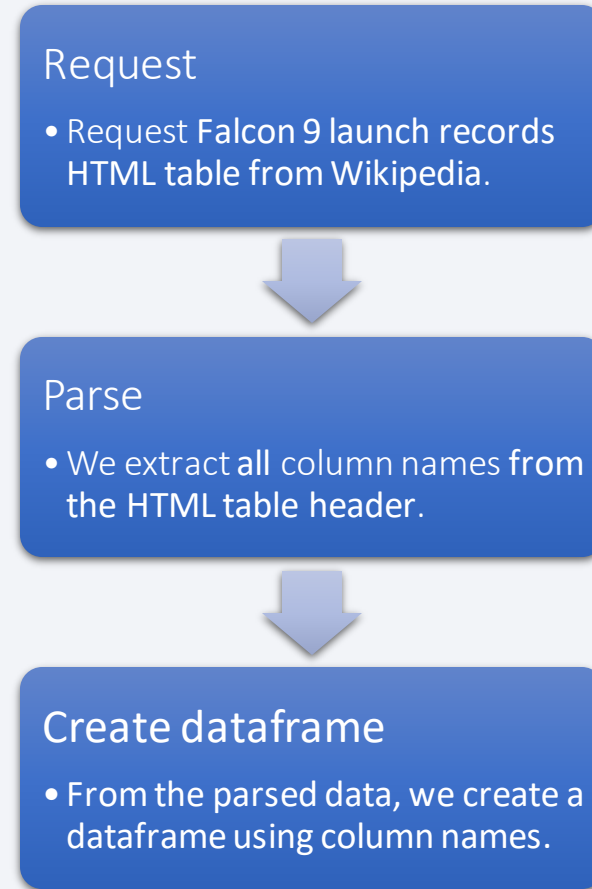 Request
• Request Falcon 9 launch records
HTML table from Wikipedia.
Parse
• We extract all column names from
the HTML table header.
Create dataframe
• From the parsed data, we create a
dataframe using column names.